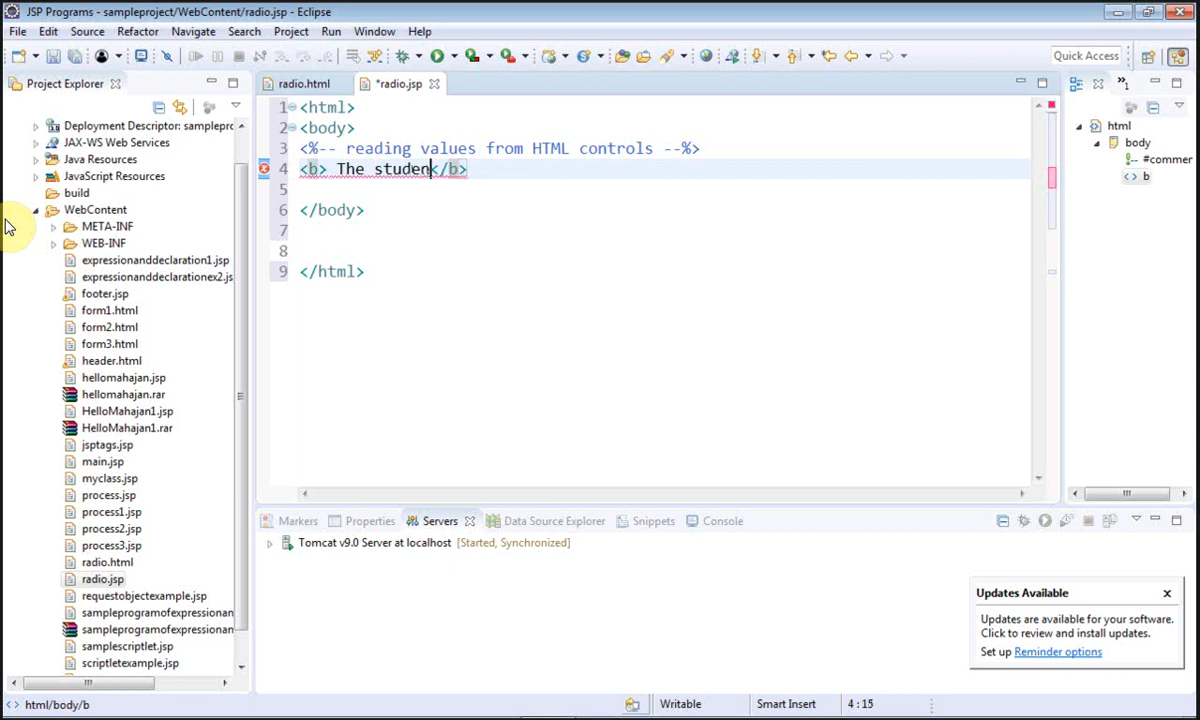 JSP Programs - sampleproject/WebContent/radio.jsp - Eclipse
File Edit Source Refactor Navigate Search Project Run Window Help
Quick Access
Project Explorer
radio.html
*radio.jsp
Deployment Descriptor: samplepro
JAX-WS Web Services
Java Resources
JavaScript Resources
build
WebContent
META-INF
WEB-INF
expressionanddeclaration1.jsp
expressionanddeclarationex2.js
footer.jsp
form1.html
form2.html
form3.html
header.html
hellomahajan.jsp
hellomahajan.rar
HelloMahajan1.jsp
HelloMahajan1.rar
jsptags.jsp
main.jsp
myclass.jsp
process.jsp
process1.jsp
process2.jsp
process3.jsp
radio.html
radio.jsp
requestobjectexample.jsp
sampleprogramofexpressionan
sampleprogramofexpressionan
samplescriptlet.jsp
scriptletexample.jsp
1 <html>
2 <body>
3 <%-- reading values from HTML controls --%>
4 <b> The studen</b>
5
6 </body>
7
8
9 </html>
html
body
#commer
<> b
Markers Properties Servers Data Source Explorer Snippets Console
Tomcat v9.0 Server at localhost [Started, Synchronized]
Updates Available
Updates are available for your software.
Click to review and install updates.
Set up Reminder options
<> html/body/b
Writable
Smart Insert
4 : 15